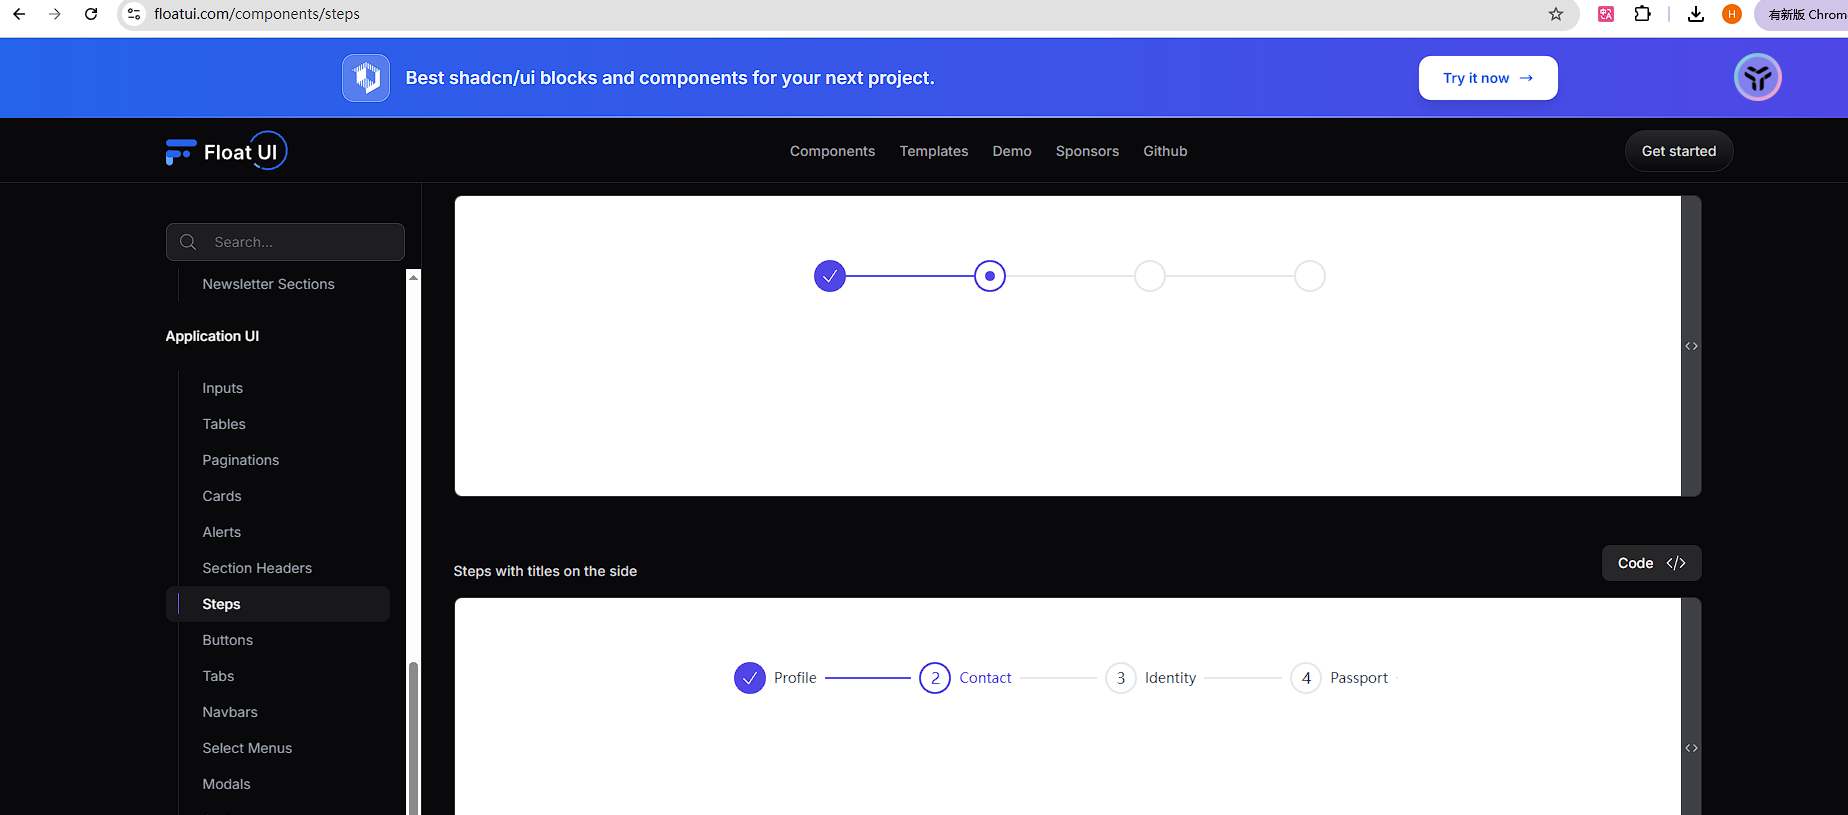 floatui.com/components/steps
有新版 Chrom
Best shadcn/ui blocks and components for your next project.
Try it now →
Float UI
Components Templates Demo Sponsors Github
Get started
Search...
Newsletter Sections
Application UI
Inputs
Tables
Paginations
Cards
Alerts
Section Headers
Steps
Buttons
Tabs
Navbars
Select Menus
Modals
Steps with titles on the side
Code </>
Profile 2 Contact 3 Identity 4 Passport